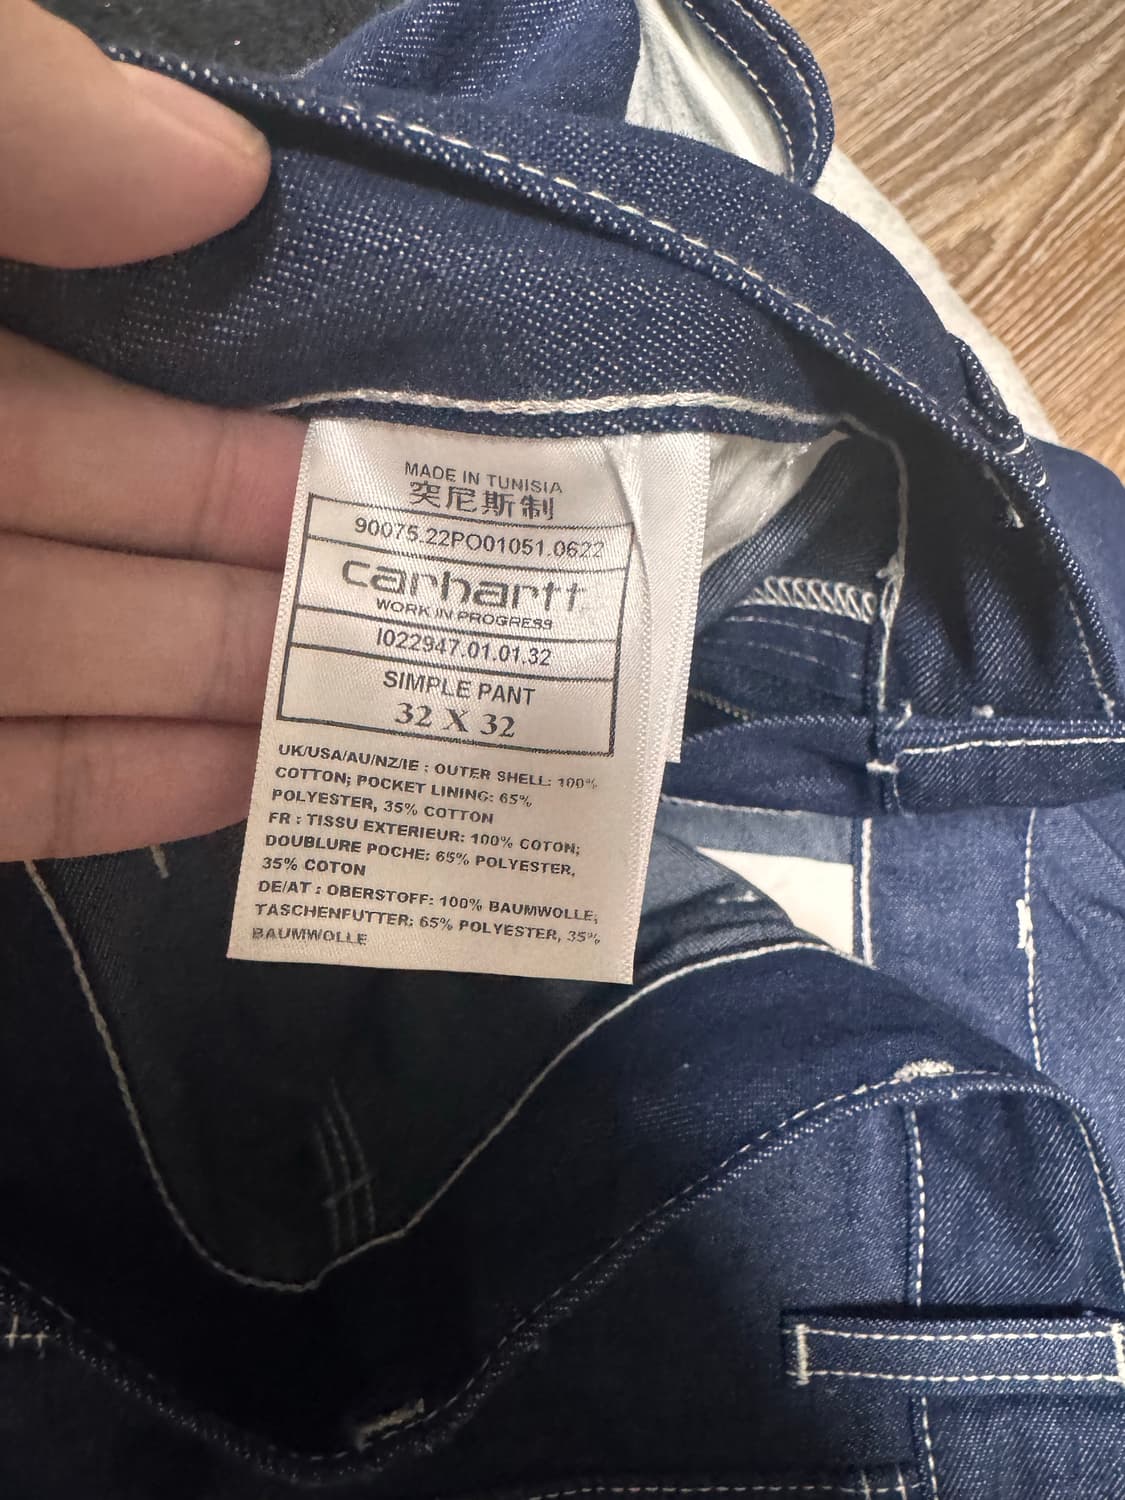 MADE IN TUNISIA
突尼斯制
90075.22PO01051.0622
carhartt
WORK IN PROGRESS
I022947.01.01.32
SIMPLE PANT
32 X 32
UK/USA/AU/NZ/IE : OUTER SHELL: 100%
COTTON; POCKET LINING: 65%
POLYESTER, 35% COTTON
FR : TISSU EXTERIEUR: 100% COTON;
DOUBLURE POCHE: 65% POLYESTER,
35% COTON
DE/AT : OBERSTOFF: 100% BAUMWOLLE;
TASCHENFUTTER: 65% POLYESTER, 35%
BAUMWOLLE